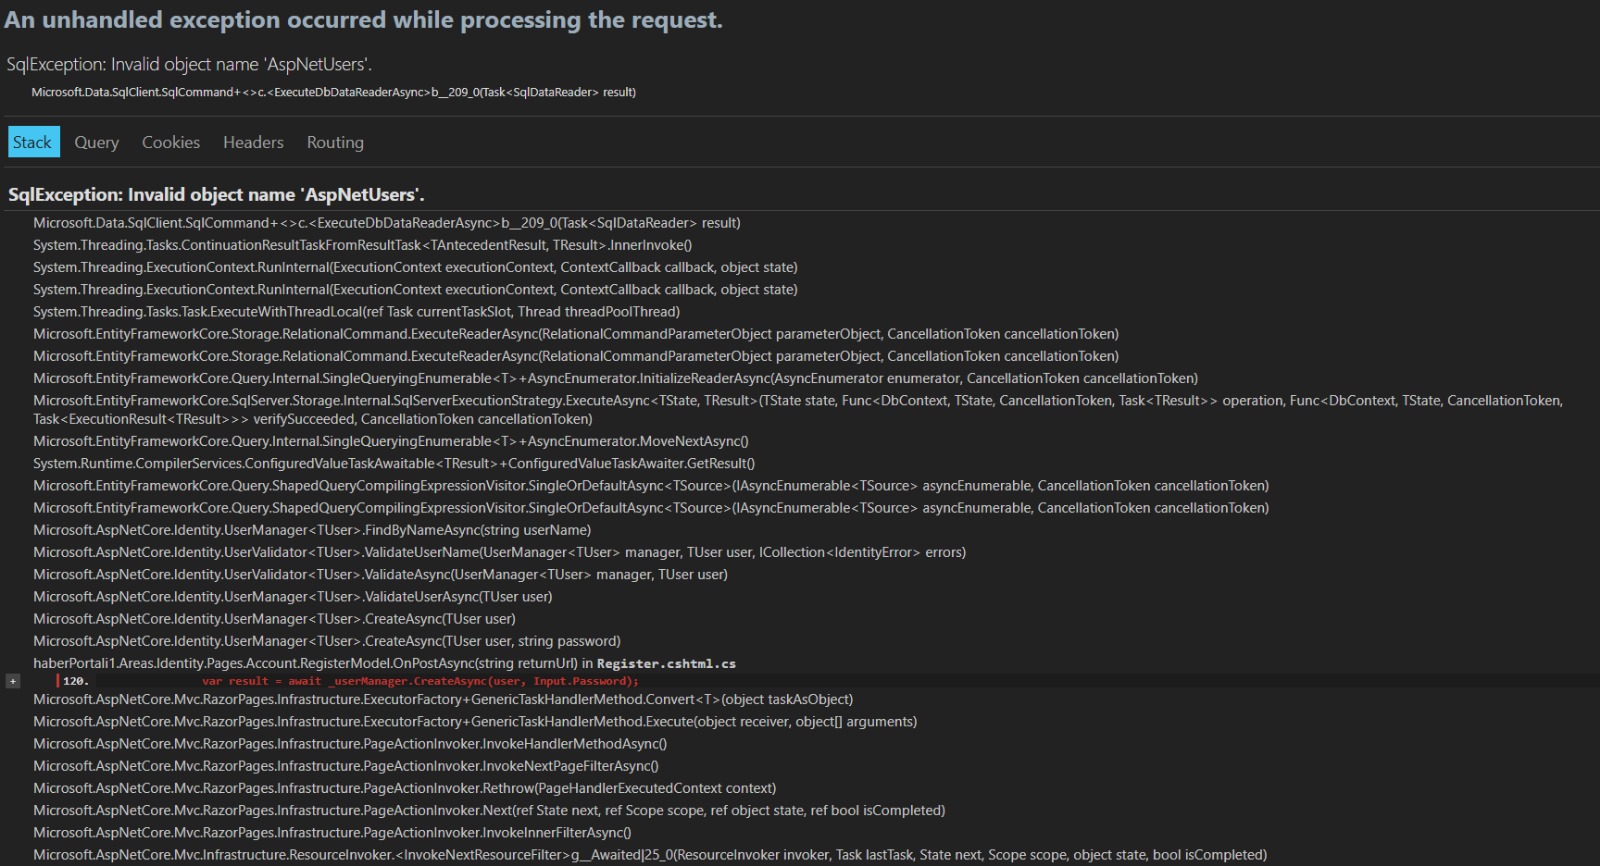 An unhandled exception occurred while processing the request.
SqlException: Invalid object name 'AspNetUsers'.
Microsoft.Data.SqlClient.SqlCommand+<>c.<ExecuteDbDataReaderAsync>b__209_0(Task<SqlDataReader> result)
Stack Query Cookies Headers Routing
SqlException: Invalid object name 'AspNetUsers'.
Microsoft.Data.SqlClient.SqlCommand+<>c.<ExecuteDbDataReaderAsync>b__209_0(Task<SqlDataReader> result)
System.Threading.Tasks.ContinuationResultTaskFromResultTask<TAntecedentResult, TResult>.InnerInvoke()
System.Threading.ExecutionContext.RunInternal(ExecutionContext executionContext, ContextCallback callback, object state)
System.Threading.ExecutionContext.RunInternal(ExecutionContext executionContext, ContextCallback callback, object state)
System.Threading.Tasks.Task.ExecuteWithThreadLocal(ref Task currentTaskSlot, Thread threadPoolThread)
Microsoft.EntityFrameworkCore.Storage.RelationalCommand.ExecuteReaderAsync(RelationalCommandParameterObject parameterObject, CancellationToken cancellationToken)
Microsoft.EntityFrameworkCore.Storage.RelationalCommand.ExecuteReaderAsync(RelationalCommandParameterObject parameterObject, CancellationToken cancellationToken)
Microsoft.EntityFrameworkCore.Query.Internal.SingleQueryingEnumerable<T>+AsyncEnumerator.InitializeReaderAsync(AsyncEnumerator enumerator, CancellationToken cancellationToken)
Microsoft.EntityFrameworkCore.SqlServer.Storage.Internal.SqlServerExecutionStrategy.ExecuteAsync<TState, TResult>(TState state, Func<DbContext, TState, CancellationToken, Task<TResult>> operation, Func<DbContext, TState, CancellationToken,
Task<ExecutionResult<TResult>>> verifySucceeded, CancellationToken cancellationToken)
Microsoft.EntityFrameworkCore.Query.Internal.SingleQueryingEnumerable<T>+AsyncEnumerator.MoveNextAsync()
System.Runtime.CompilerServices.ConfiguredValueTaskAwaitable<TResult>+ConfiguredValueTaskAwaiter.GetResult()
Microsoft.EntityFrameworkCore.Query.ShapedQueryCompilingExpressionVisitor.SingleOrDefaultAsync<TSource>(IAsyncEnumerable<TSource> asyncEnumerable, CancellationToken cancellationToken)
Microsoft.EntityFrameworkCore.Query.ShapedQueryCompilingExpressionVisitor.SingleOrDefaultAsync<TSource>(IAsyncEnumerable<TSource> asyncEnumerable, CancellationToken cancellationToken)
Microsoft.AspNetCore.Identity.UserManager<TUser>.FindByNameAsync(string userName)
Microsoft.AspNetCore.Identity.UserValidator<TUser>.ValidateUserName(UserManager<TUser> manager, TUser user, ICollection<IdentityError> errors)
Microsoft.AspNetCore.Identity.UserValidator<TUser>.ValidateAsync(UserManager<TUser> manager, TUser user)
Microsoft.AspNetCore.Identity.UserManager<TUser>.ValidateUserAsync(TUser user)
Microsoft.AspNetCore.Identity.UserManager<TUser>.CreateAsync(TUser user)
Microsoft.AspNetCore.Identity.UserManager<TUser>.CreateAsync(TUser user, string password)
haberPortali1.Areas.Identity.Pages.Account.RegisterModel.OnPostAsync(string returnUrl) in Register.cshtml.cs
+ 120. var result = await _userManager.CreateAsync(user, Input.Password);
Microsoft.AspNetCore.Mvc.RazorPages.Infrastructure.ExecutorFactory+GenericTaskHandlerMethod.Convert<T>(object taskAsObject)
Microsoft.AspNetCore.Mvc.RazorPages.Infrastructure.ExecutorFactory+GenericTaskHandlerMethod.Execute(object receiver, object[] arguments)
Microsoft.AspNetCore.Mvc.RazorPages.Infrastructure.PageActionInvoker.InvokeHandlerMethodAsync()
Microsoft.AspNetCore.Mvc.RazorPages.Infrastructure.PageActionInvoker.InvokeNextPageFilterAsync()
Microsoft.AspNetCore.Mvc.RazorPages.Infrastructure.PageActionInvoker.Rethrow(PageHandlerExecutedContext context)
Microsoft.AspNetCore.Mvc.RazorPages.Infrastructure.PageActionInvoker.Next(ref State next, ref Scope scope, ref object state, ref bool isCompleted)
Microsoft.AspNetCore.Mvc.RazorPages.Infrastructure.PageActionInvoker.InvokeInnerFilterAsync()
Microsoft.AspNetCore.Mvc.Infrastructure.ResourceInvoker.<InvokeNextResourceFilter>g__Awaited|25_0(ResourceInvoker invoker, Task lastTask, State next, Scope scope, object state, bool isCompleted)